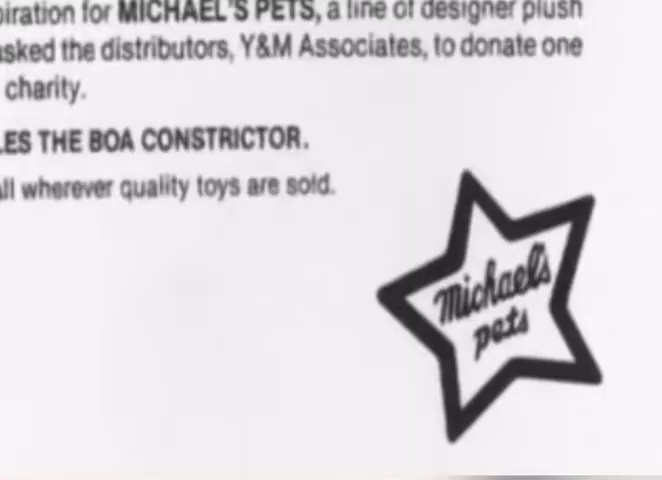 piration for MICHAEL'S PETS, a line of designer plush
asked the distributors, Y&M Associates, to donate one
charity.
LES THE BOA CONSTRICTOR.
all wherever quality toys are sold.
Michael's
pets